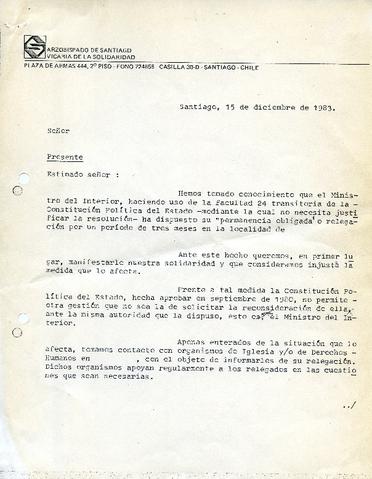 ARZOBISPADO DE SANTIAGO
VICARIA DE LA SOLIDARIDAD
PLAZA DE ARMAS 444, 2º PISO - FONO 724855 CASILLA 30-D - SANTIAGO - CHILE
Santiago, 15 de diciembre de 1983.
Señor
Presente
Estimado señor :
Hemos tomado conocimiento que el Minis-
tro del Interior, haciendo uso de la Facultad 24 transitoria de la -
Constitución Política del Estado -mediante la cual no necesita justi
ficar la resolución- ha dispuesto su "permanencia obligada" o relega-
ción por un período de tres meses en la localidad de
Ante este hecho queremos, en primer lu
gar, manifestarle nuestra solidaridad y que consideramos injusta la
medida que lo afecta.
Frente a tal medida la Constitución Po-
lítica del Estado, hecha aprobar en septiembre de 1980, no permite -
otra gestión que no sea la de solicitar la reconsideración de ella,
ante la misma autoridad que la dispuso, esto es, el Ministro del In-
terior.
Apenas enterados de la situación que lo
afecta, tomamos contacto con organismos de Iglesia y/o de Derechos -
Humanos en , con el objeto de informarles de su relegación.
Dichos organismos apoyan regularmente a los relegados en las cuestio
nes que sean necesarias.
../